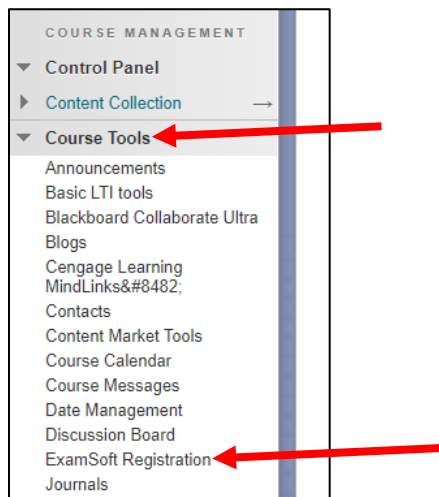 COURSE MANAGEMENT
Control Panel
Content Collection
Course Tools
Announcements
Basic LTI tools
Blackboard Collaborate Ultra
Blogs
Cengage Learning
MindLinks&#8482;
Contacts
Content Market Tools
Course Calendar
Course Messages
Date Management
Discussion Board
ExamSoft Registration
Journals